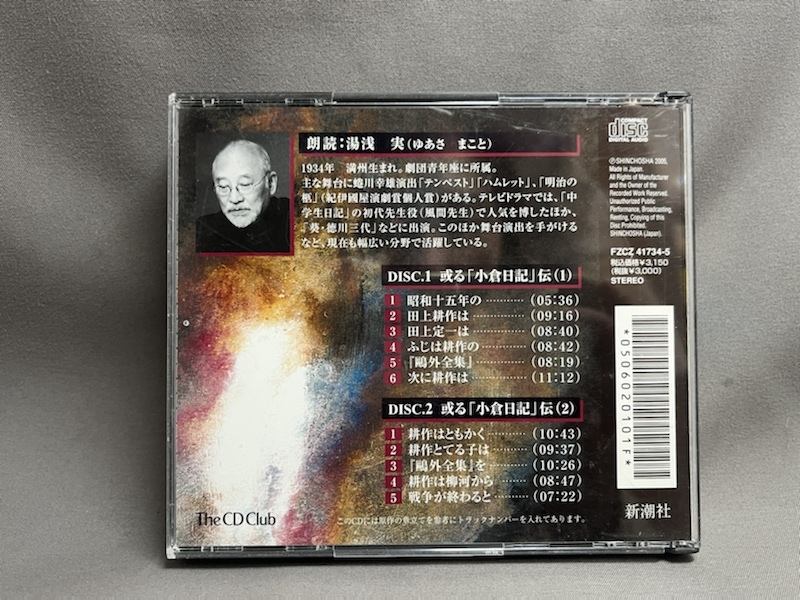 朗読:湯浅 実(ゆあさ まこと)
1934年 満州生まれ。劇団青年座に所属。
主な舞台に蜷川幸雄演出「テンペスト」「ハムレット」、「明治の
柩」(紀伊國屋演劇賞個人賞)がある。テレビドラマでは、「中
学生日記」の初代先生役(風間先生)で人気を博したほか、
「葵・徳川三代」などに出演。このほか舞台演出を手がける
など、現在も幅広い分野で活躍している。
DISC.1 或る「小倉日記」伝(1)
1 昭和十五年の………(05:36)
2 田上耕作は…………(09:16)
3 田上定一は…………(08:40)
4 ふじは耕作の………(08:42)
5 『鷗外全集』………(08:19)
6 次に耕作は…………(11:12)
DISC.2 或る「小倉日記」伝(2)
1 耕作はともかく………(10:43)
2 耕作とてる子は………(09:37)
3 『鷗外全集』を………(10:26)
4 耕作は柳河から………(08:47)
5 戦争が終わると………(07:22)
The CD Club
このCDには原作の章立てを参考にトラックナンバーを入れてあります。
COMPACT
disc
DIGITAL AUDIO
Ⓟ SHINCHOSHA 2005,
Made in Japan.
All Rights of Manufacturer
and the Owner of the
Recorded Work Reserved.
Unauthorized Public
Performance, Broadcasting,
Renting, Copying of this
Disc Prohibited.
SHINCHOSHA (Japan).
FZCZ 41734-5
税込価格¥3,150
(税抜¥3,000)
STEREO
*0506020101F*
新潮社